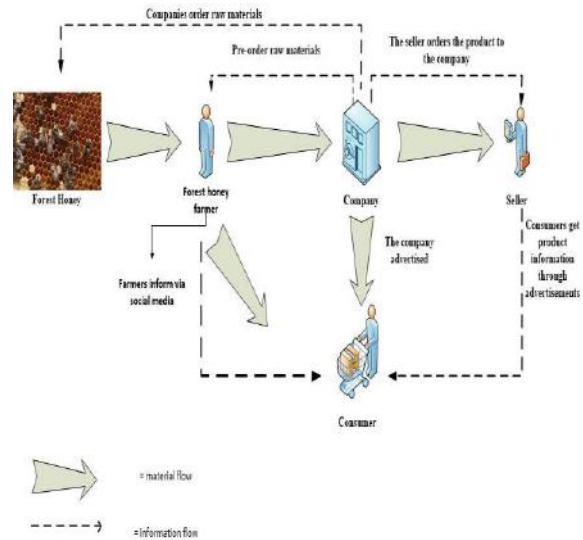 Companies order raw materials
Pre-order raw materials
The seller orders the product to
the company
Forest Honey
Forest honey
farmer
Company
Seller
Farmers inform via
social media
The company
advertised
Consumers get
product
information
through
advertisements
Consumer
= material flow
= information flow